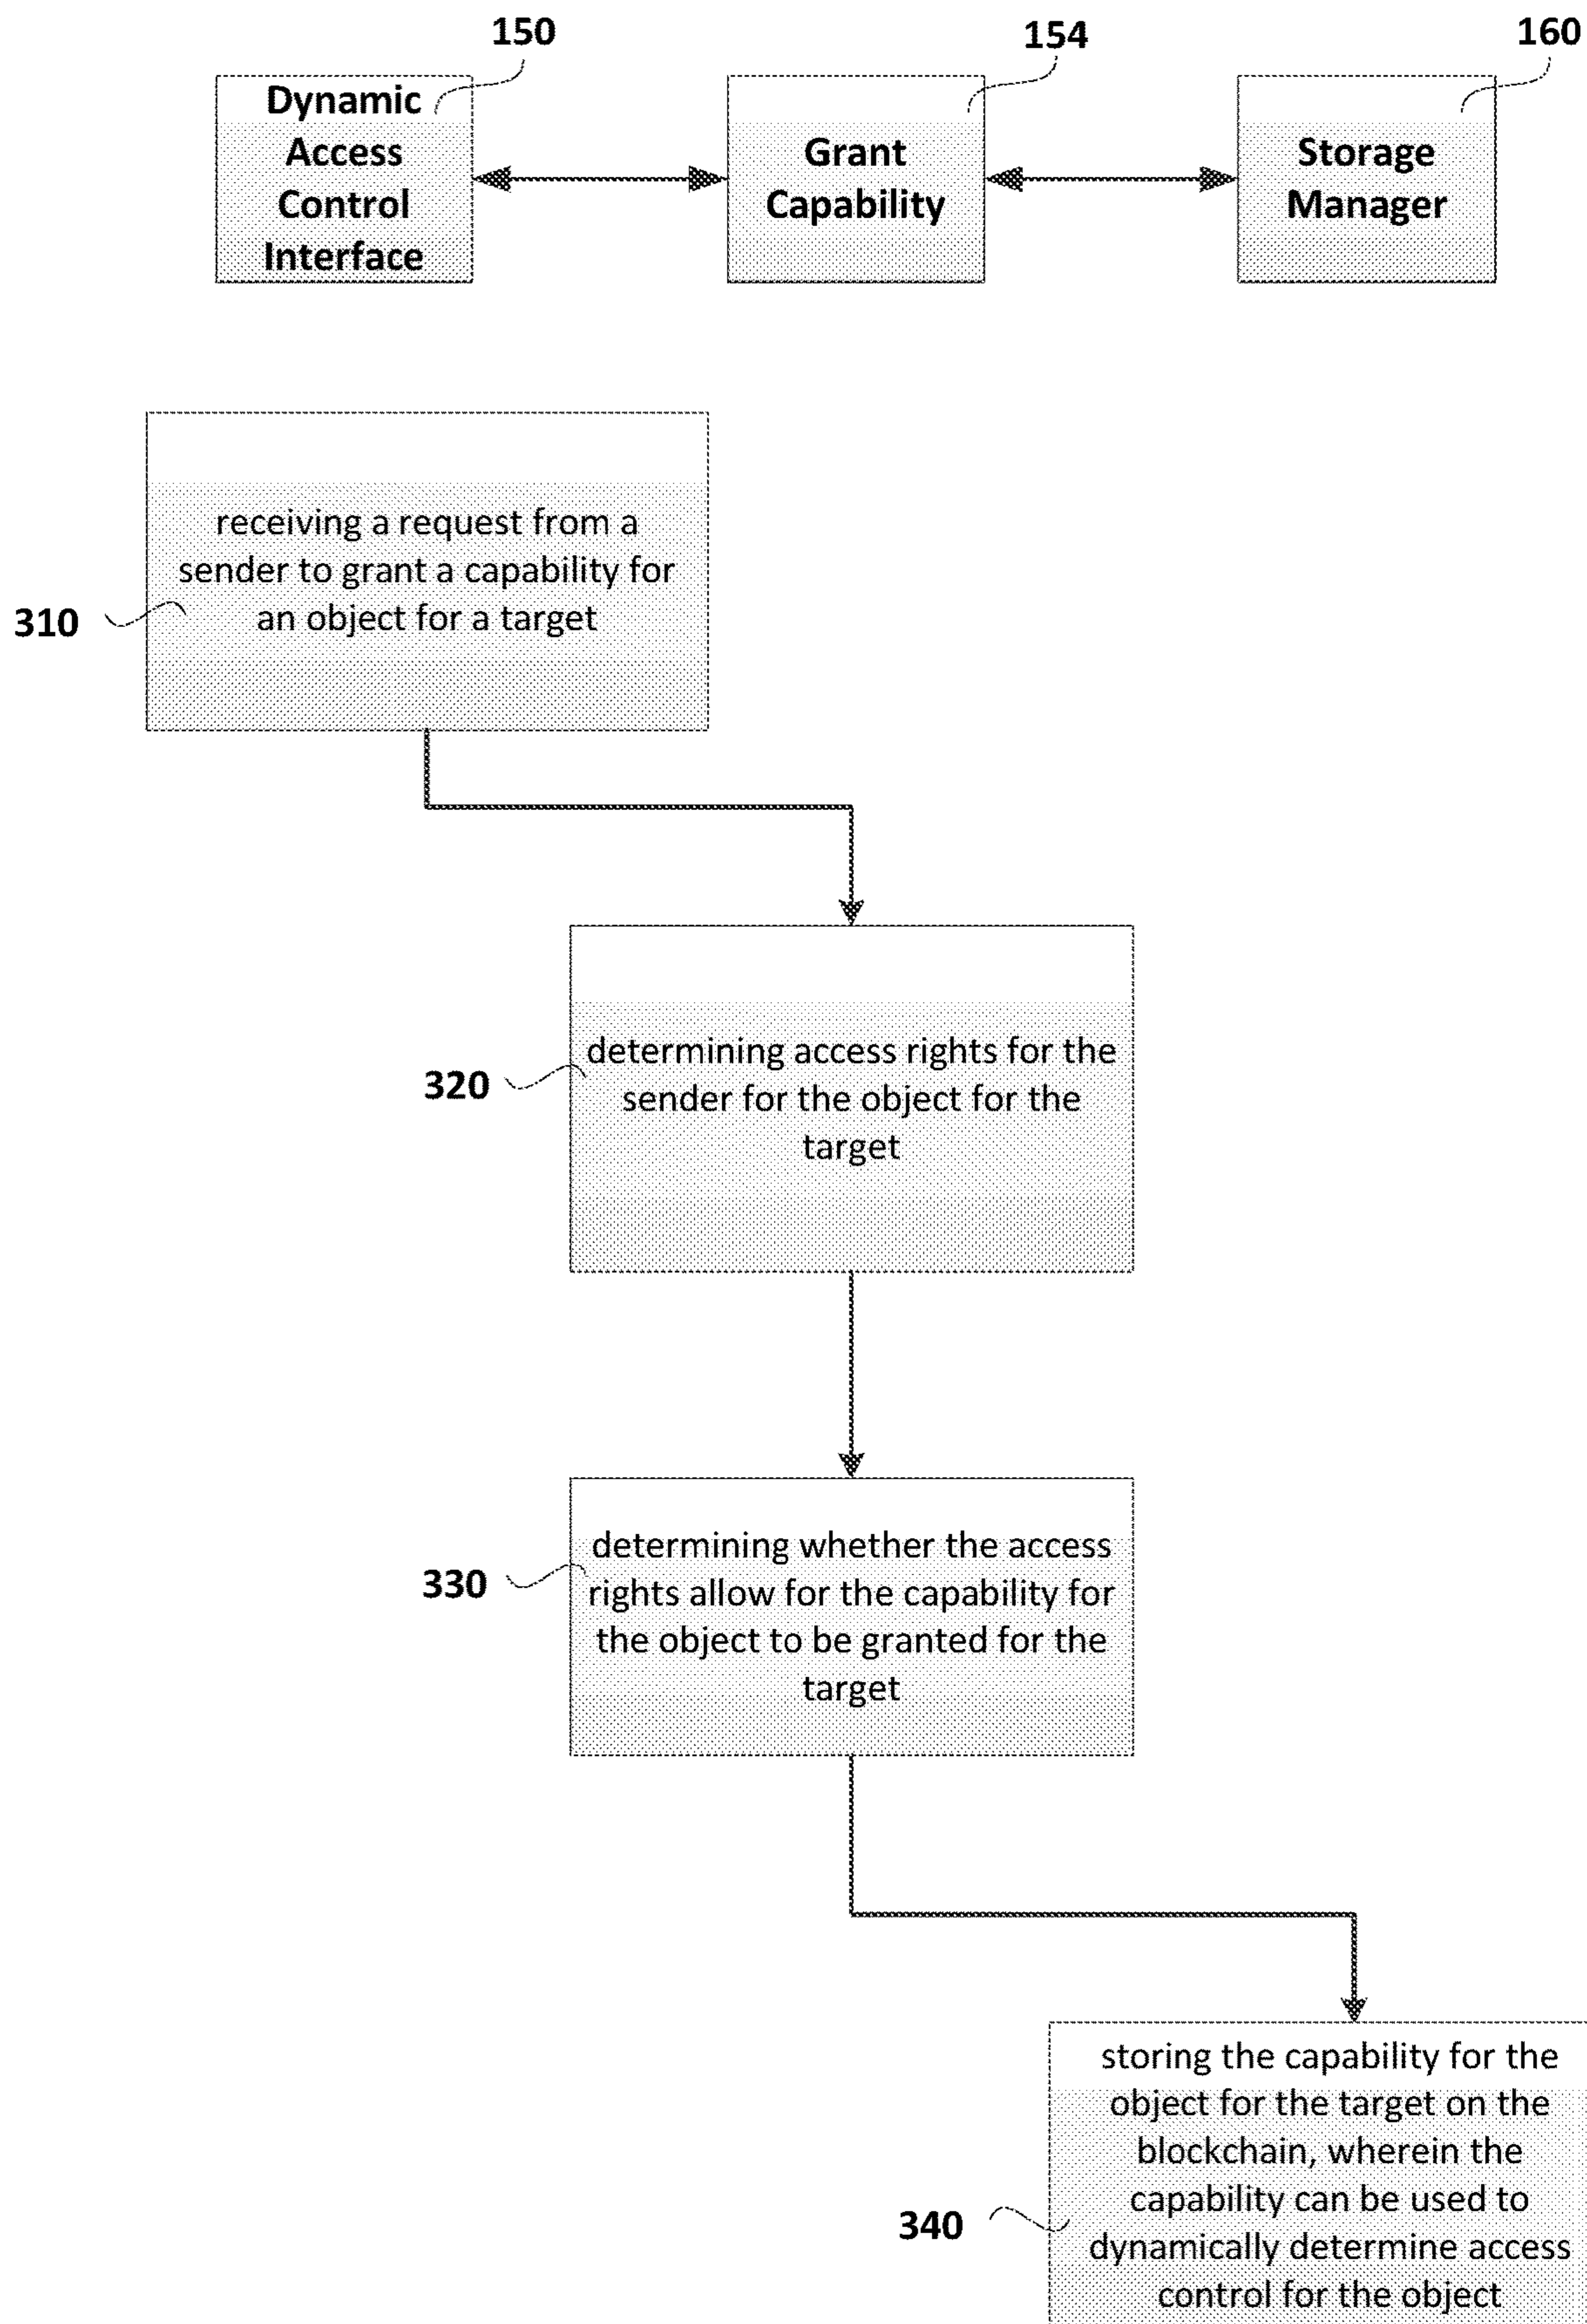 150
154
160
Dynamic
Access
Control
Interface
Grant
Capability
Storage
Manager
receiving a request from a
sender to grant a capability for
an object for a target
310
determining access rights for the
sender for the object for the
target
320
determining whether the access
rights allow for the capability for
the object to be granted for the
target
330
storing the capability for the
object for the target on the
blockchain, wherein the
capability can be used to
dynamically determine access
control for the object
340